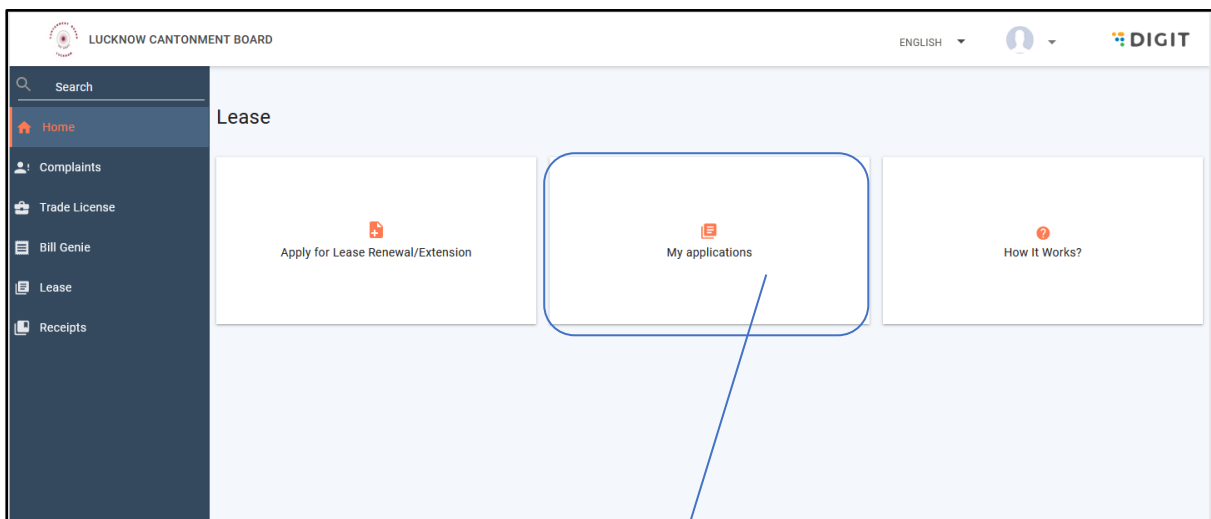 LUCKNOW CANTONMENT BOARD
ENGLISH
DIGIT
Search
Home
Complaints
Trade License
Bill Genie
Lease
Receipts
Lease
Apply for Lease Renewal/Extension
My applications
How It Works?